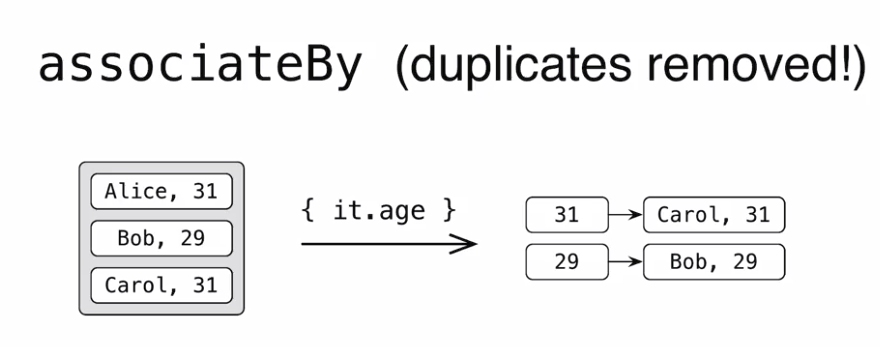 associateBy (duplicates removed!)
Alice, 31
Bob, 29
Carol, 31
{ it.age }
31
Carol, 31
29
Bob, 29